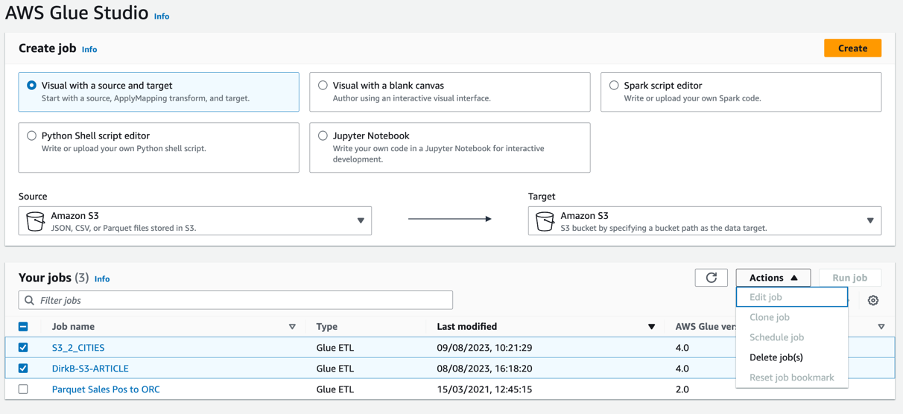 AWS Glue Studio Info
Create job Info
Create
Visual with a source and target
Start with a source, ApplyMapping transform, and target.
Visual with a blank canvas
Author using an interactive visual interface.
Spark script editor
Write or upload your own Spark code.
Python Shell script editor
Write or upload your own Python shell script.
Jupyter Notebook
Write your own code in a Jupyter Notebook for interactive
development.
Source
Target
Amazon S3
JSON, CSV, or Parquet files stored in S3.
Amazon S3
S3 bucket by specifying a bucket path as the data target.
Your jobs (3) Info
Actions
Run job
Filter jobs
Edit job
Clone job
Schedule job
Delete job(s)
Reset job bookmark
Job name Type Last modified AWS Glue ver
S3_2_CITIES Glue ETL 09/08/2023, 10:21:29 4.0
DirkB-S3-ARTICLE Glue ETL 08/08/2023, 16:18:20 4.0
Parquet Sales Pos to ORC Glue ETL 15/03/2021, 12:45:15 2.0